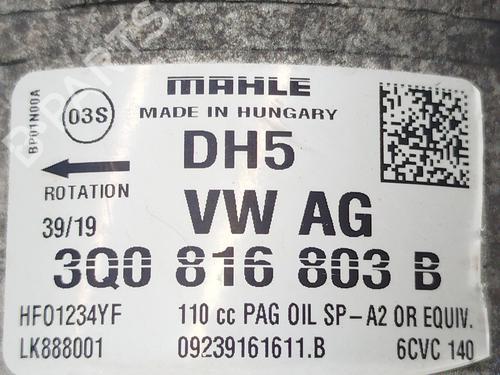 MAHLE
MADE IN HUNGARY
BP01N00A
03S
DH5
ROTATION
VW AG
39/19
3Q0 816 803 B
HFO1234YF 110 cc PAG OIL SP-A2 OR EQUIV.
LK888001 09239161611.B 6CVC 140